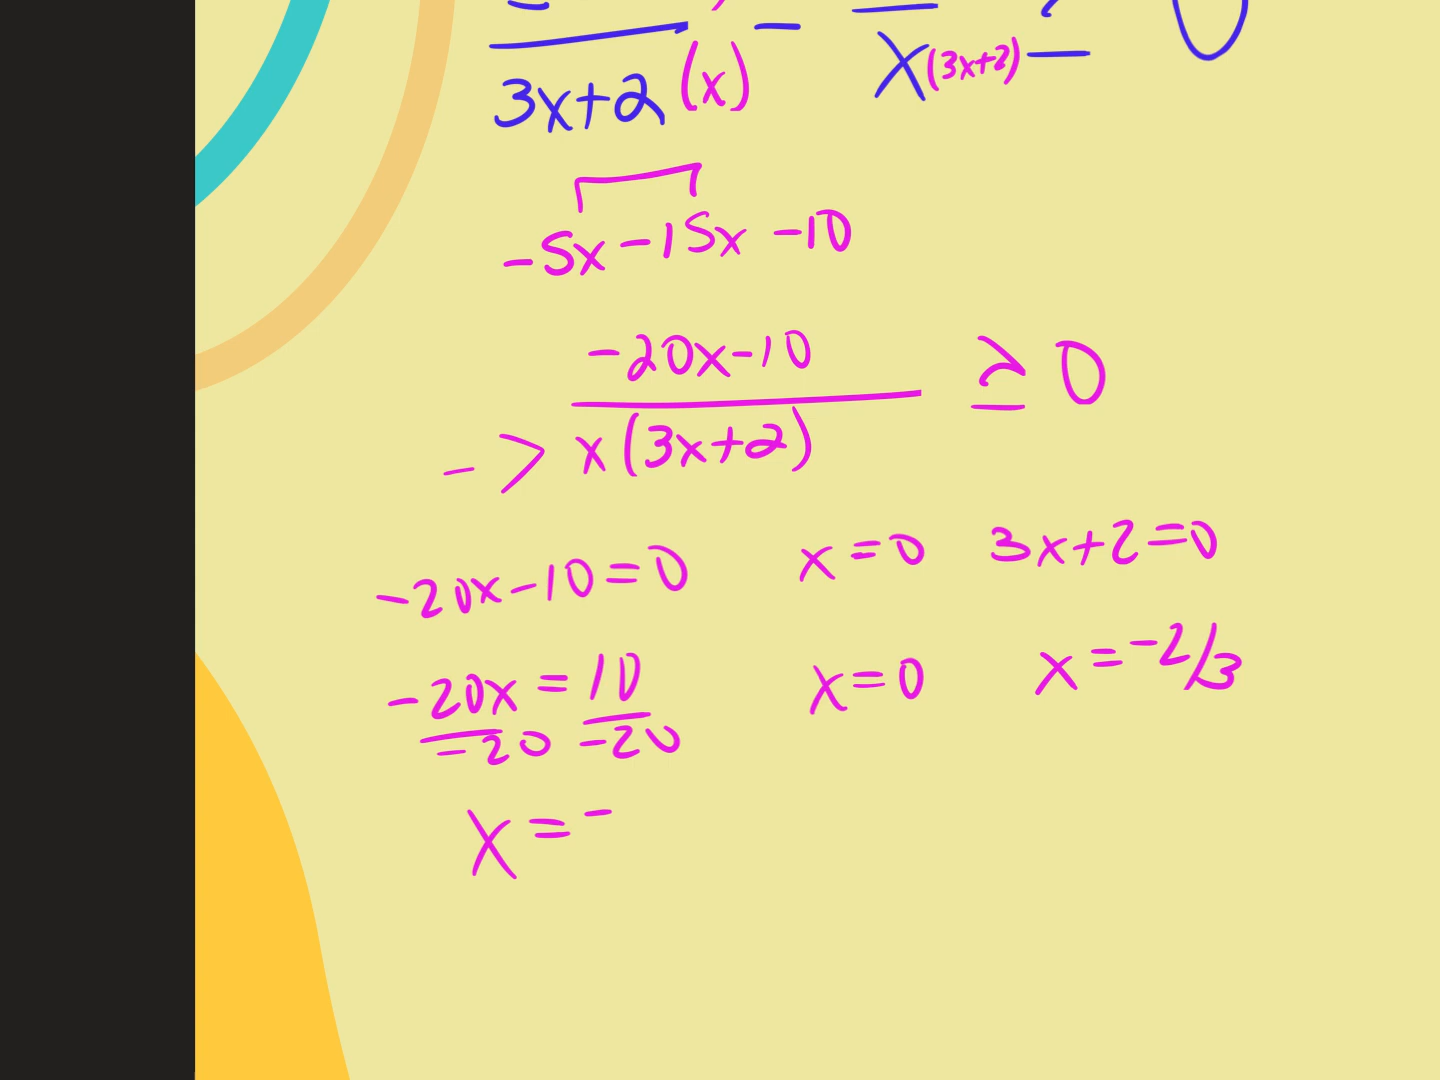 (x) - ≥ 0
3x+2 x(3x+2)
-5x-15x-10
-20x-10 ≥ 0
-> x(3x+2)
-20x-10=0 x=0 3x+2=0
-20x=10 x=0 x=-2/3
-20 -20
x=-